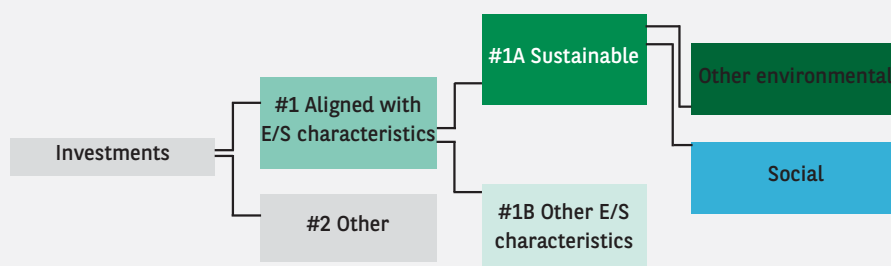 Investments
#1 Aligned with
E/S characteristics
#2 Other
#1A Sustainable
#1B Other E/S
characteristics
Other environmental
Social